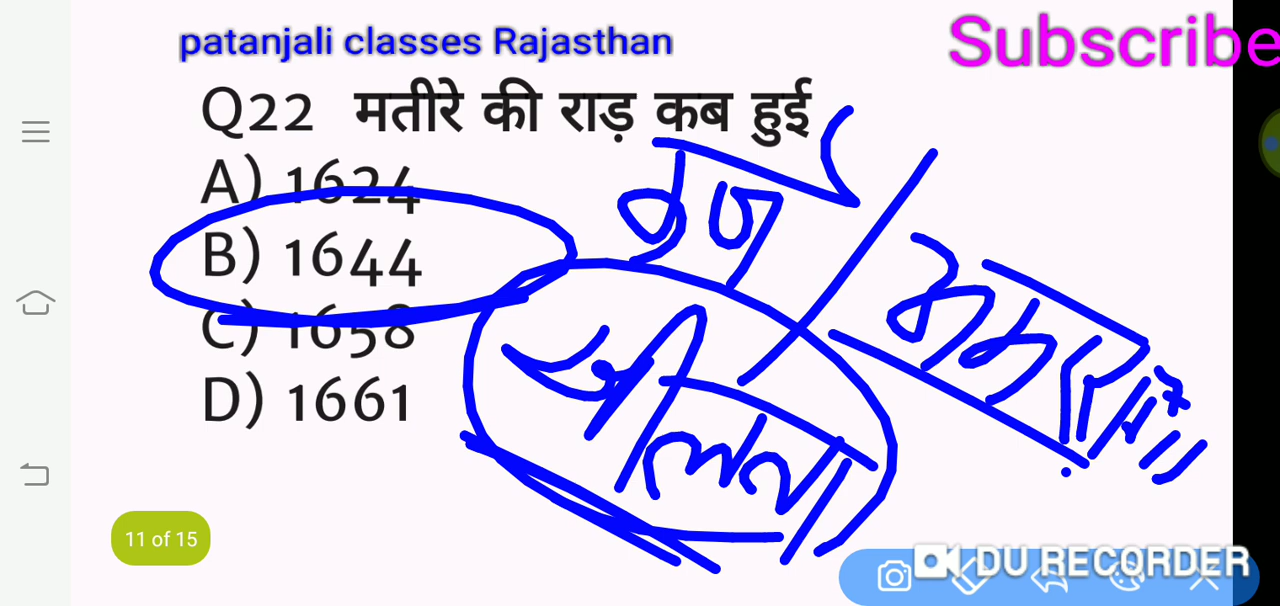 patanjali classes Rajasthan
Subscribe
Q22 मतीरे की राड़ कब हुई
A) 1624
B) 1644
C) 1658
D) 1661
11 of 15
DU RECORDER